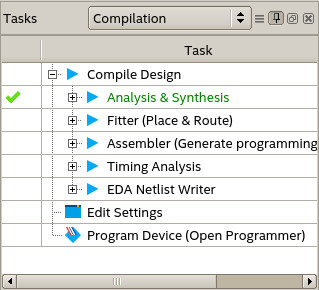 Tasks Compilation
Task
Compile Design
Analysis & Synthesis
Fitter (Place & Route)
Assembler (Generate programming
Timing Analysis
EDA Netlist Writer
Edit Settings
Program Device (Open Programmer)